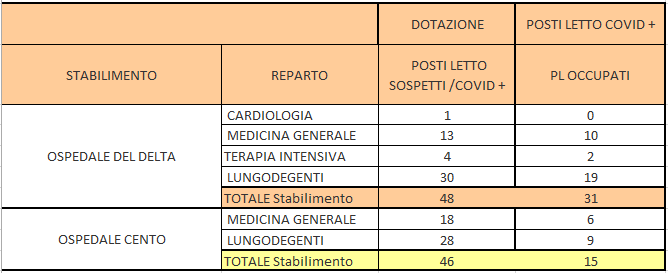 DOTAZIONE POSTI LETTO COVID +
STABILIMENTO REPARTO POSTI LETTO SOSPETTI /COVID + PL OCCUPATI
OSPEDALE DEL DELTA
CARDIOLOGIA 1 0
MEDICINA GENERALE 13 10
TERAPIA INTENSIVA 4 2
LUNGODEGENTI 30 19
TOTALE Stabilimento 48 31
OSPEDALE CENTO
MEDICINA GENERALE 18 6
LUNGODEGENTI 28 9
TOTALE Stabilimento 46 15